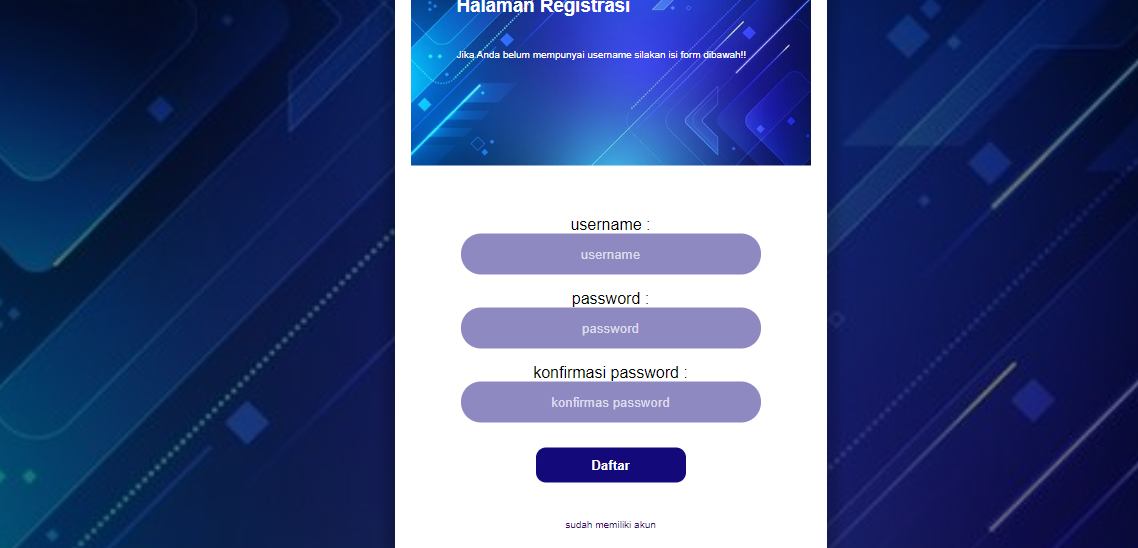 Halaman Registrasi
Jika Anda belum mempunyai username silakan isi form dibawah!!
username :
username
password :
password
konfirmasi password :
konfirmas password
Daftar
sudah memiliki akun